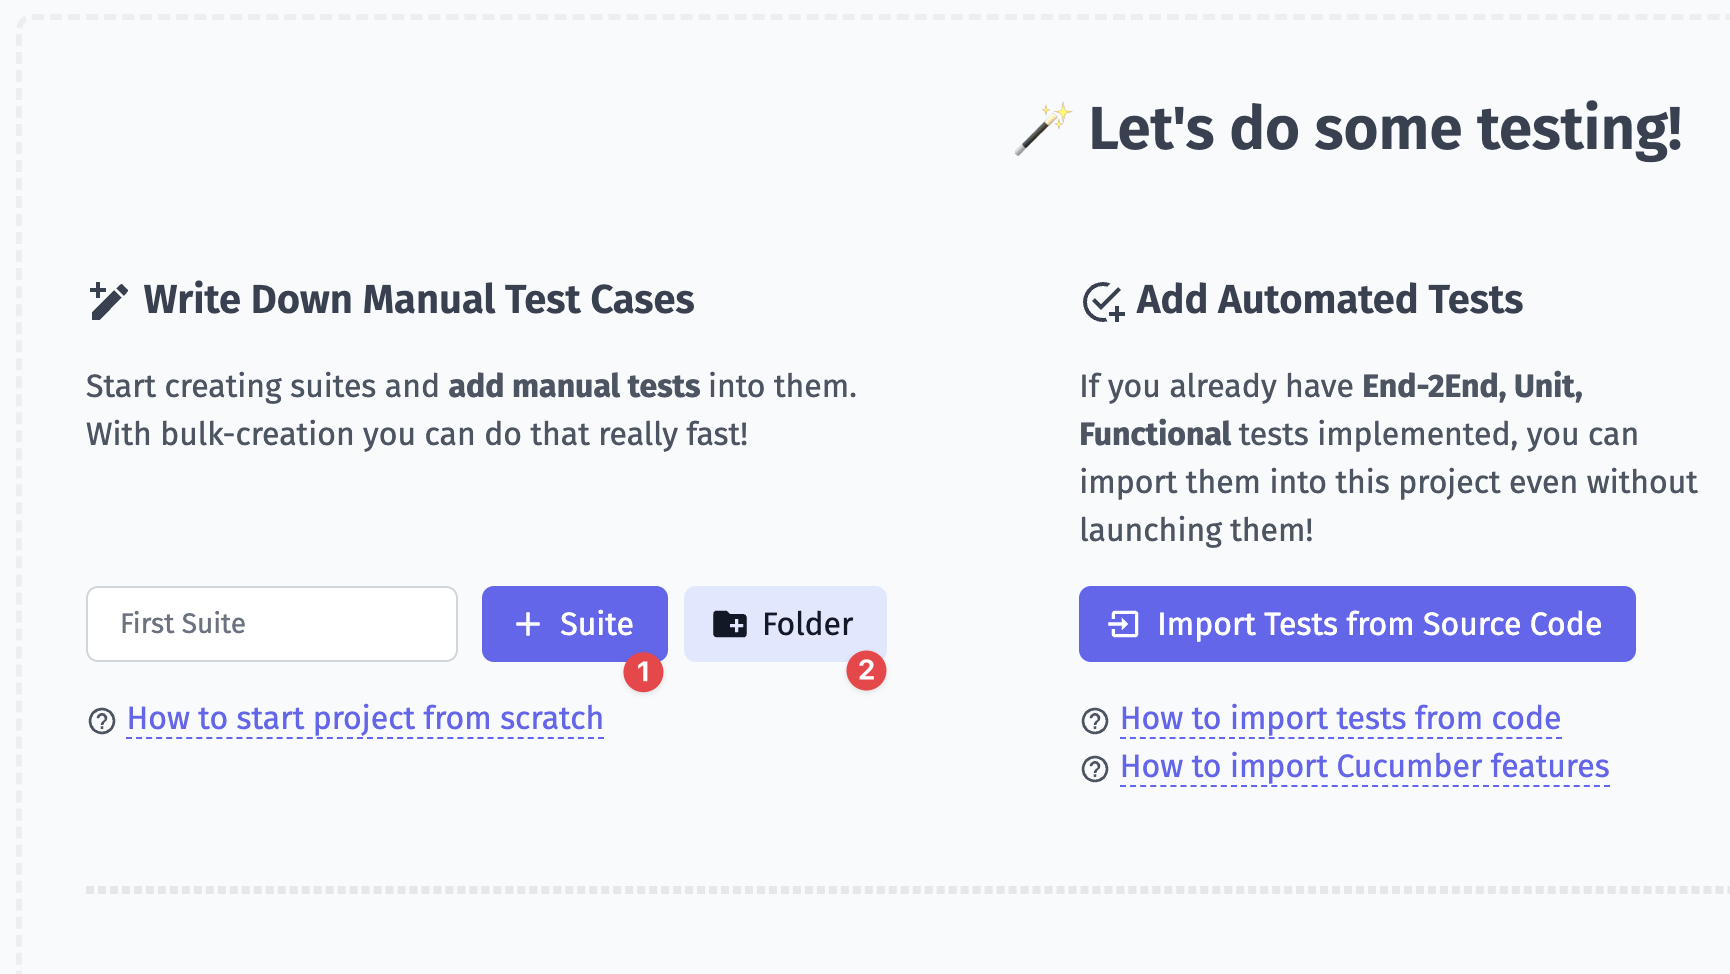 Let's do some testing!
Write Down Manual Test Cases
Start creating suites and add manual tests into them.
With bulk-creation you can do that really fast!
First Suite
+ Suite
Folder
1
2
How to start project from scratch
Add Automated Tests
If you already have End-2End, Unit,
Functional tests implemented, you can
import them into this project even without
launching them!
Import Tests from Source Code
How to import tests from code
How to import Cucumber features